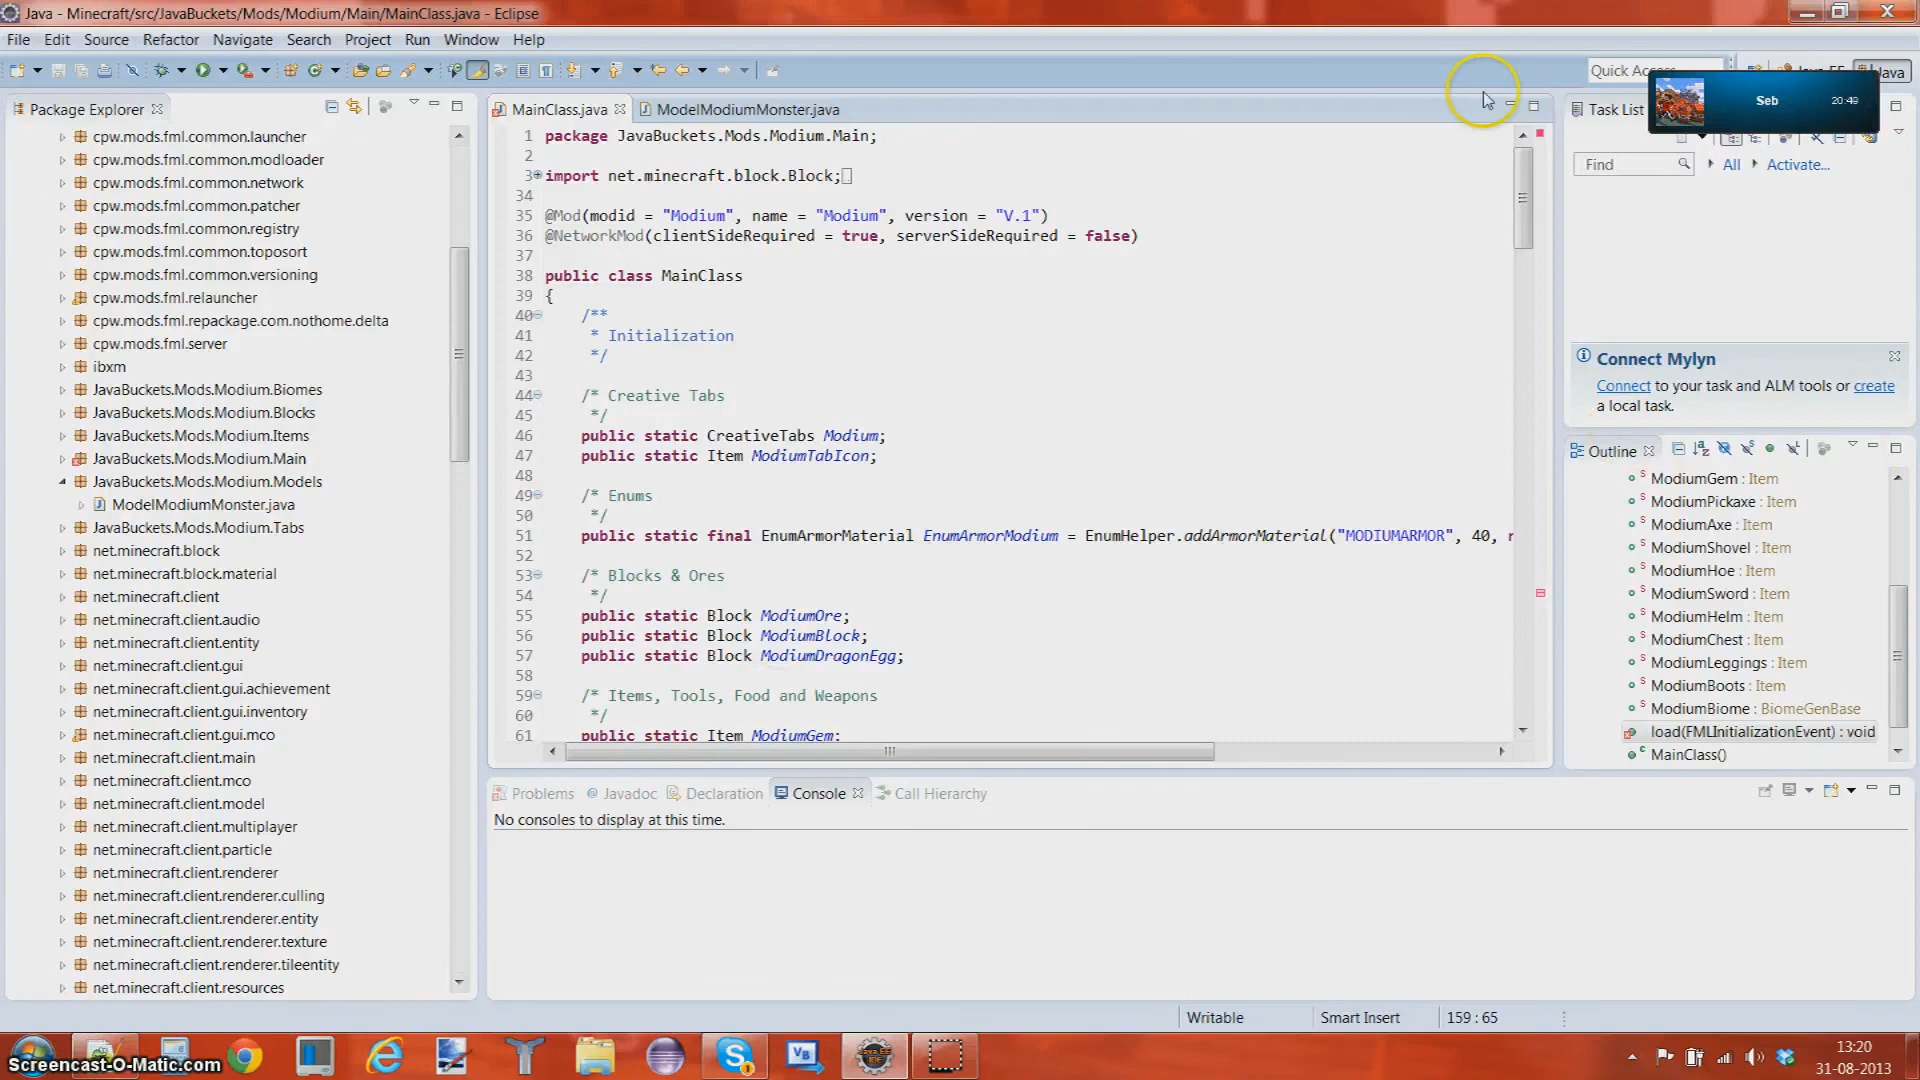 Java - Minecraft/src/JavaBuckets/Mods/Modium/Main/MainClass.java - Eclipse
File Edit Source Refactor Navigate Search Project Run Window Help
Quick Access
Java
Package Explorer
cpw.mods.fml.common.launcher
cpw.mods.fml.common.modloader
cpw.mods.fml.common.network
cpw.mods.fml.common.patcher
cpw.mods.fml.common.registry
cpw.mods.fml.common.toposort
cpw.mods.fml.common.versioning
cpw.mods.fml.relauncher
cpw.mods.fml.repackage.com.nothome.delta
cpw.mods.fml.server
ibxm
JavaBuckets.Mods.Modium.Biomes
JavaBuckets.Mods.Modium.Blocks
JavaBuckets.Mods.Modium.Items
JavaBuckets.Mods.Modium.Main
JavaBuckets.Mods.Modium.Models
ModelModiumMonster.java
JavaBuckets.Mods.Modium.Tabs
net.minecraft.block
net.minecraft.block.material
net.minecraft.client
net.minecraft.client.audio
net.minecraft.client.entity
net.minecraft.client.gui
net.minecraft.client.gui.achievement
net.minecraft.client.gui.inventory
net.minecraft.client.gui.mco
net.minecraft.client.main
net.minecraft.client.mco
net.minecraft.client.model
net.minecraft.client.multiplayer
net.minecraft.client.particle
net.minecraft.client.renderer
net.minecraft.client.renderer.culling
net.minecraft.client.renderer.entity
net.minecraft.client.renderer.texture
net.minecraft.client.renderer.tileentity
net.minecraft.client.resources
MainClass.java ModelModiumMonster.java
1 package JavaBuckets.Mods.Modium.Main;
2
3 import net.minecraft.block.Block;
34
35 @Mod(modid = "Modium", name = "Modium", version = "V.1")
36 @NetworkMod(clientSideRequired = true, serverSideRequired = false)
37
38 public class MainClass
39 {
40 /**
41 * Initialization
42 */
43
44 /* Creative Tabs
45 */
46 public static CreativeTabs Modium;
47 public static Item ModiumTabIcon;
48
49 /* Enums
50 */
51 public static final EnumArmorMaterial EnumArmorModium = EnumHelper.addArmorMaterial("MODIUMARMOR", 40,
52
53 /* Blocks & Ores
54 */
55 public static Block ModiumOre;
56 public static Block ModiumBlock;
57 public static Block ModiumDragonEgg;
58
59 /* Items, Tools, Food and Weapons
60 */
61 public static Item ModiumGem;
Task List
Seb 20:49
Find All Activate...
Connect Mylyn
Connect to your task and ALM tools or create
a local task.
Outline
ModiumGem : Item
ModiumPickaxe : Item
ModiumAxe : Item
ModiumShovel : Item
ModiumHoe : Item
ModiumSword : Item
ModiumHelm : Item
ModiumChest : Item
ModiumLeggings : Item
ModiumBoots : Item
ModiumBiome : BiomeGenBase
load(FMLInitializationEvent) : void
MainClass()
Problems Javadoc Declaration Console Call Hierarchy
No consoles to display at this time.
Writable Smart Insert 159 : 65
Screencast-O-Matic.com
13:20
31-08-2013